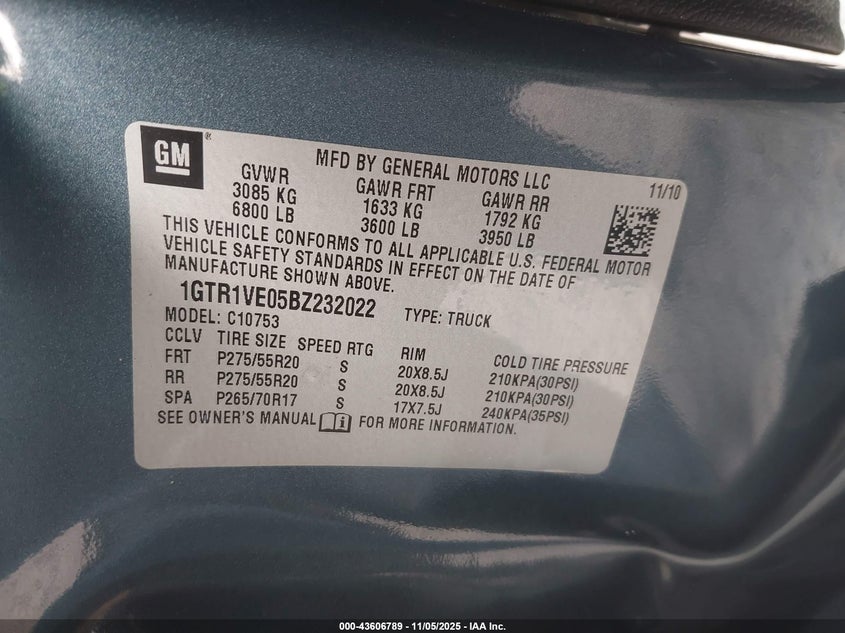 GM ®
MFD BY GENERAL MOTORS LLC
11/10
GVWR GAWR FRT GAWR RR
3085 KG 1633 KG 1792 KG
6800 LB 3600 LB 3950 LB
THIS VEHICLE CONFORMS TO ALL APPLICABLE U.S. FEDERAL MOTOR
VEHICLE SAFETY STANDARDS IN EFFECT ON THE DATE OF
MANUFACTURE SHOWN ABOVE.
1GTR1VE05BZ232022 TYPE: TRUCK
MODEL: C10753
CCLV TIRE SIZE SPEED RTG RIM COLD TIRE PRESSURE
FRT P275/55R20 S 20X8.5J 210KPA(30PSI)
RR P275/55R20 S 20X8.5J 210KPA(30PSI)
SPA P265/70R17 S 17X7.5J 240KPA(35PSI)
SEE OWNER'S MANUAL i FOR MORE INFORMATION.
000-43606789 - 11/05/2025 - IAA Inc.